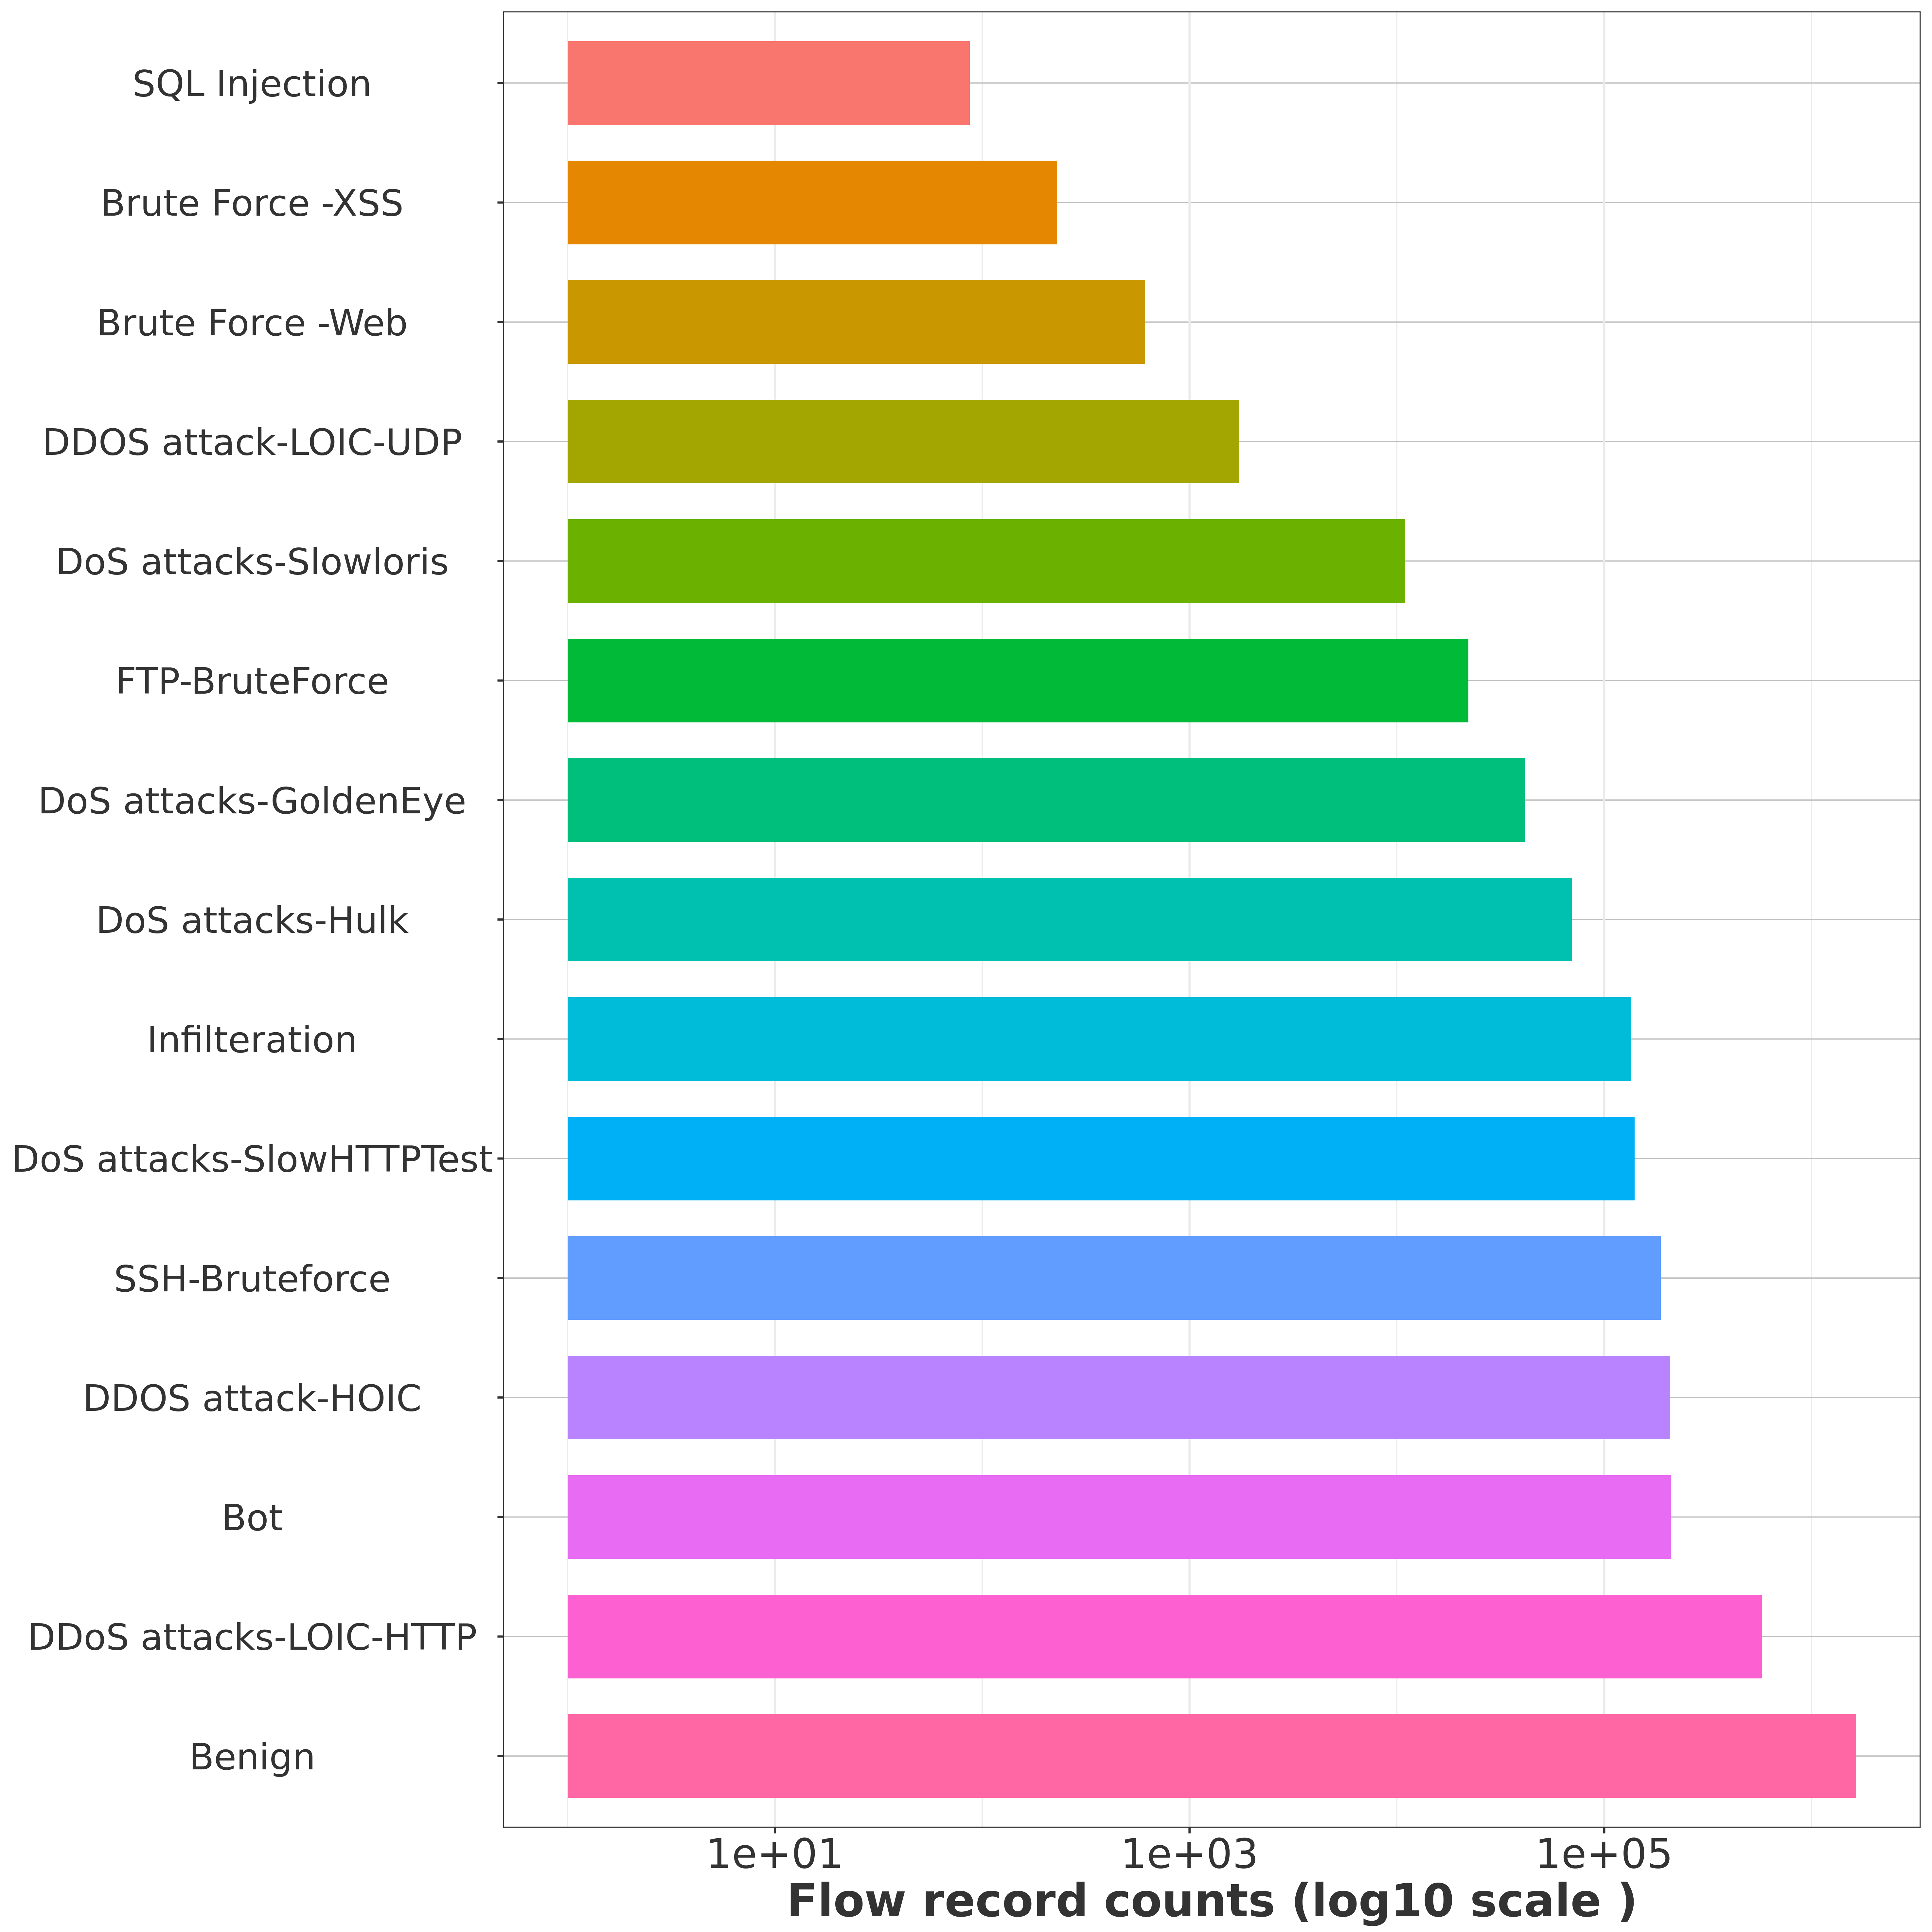 SQL Injection
Brute Force -XSS
Brute Force -Web
DDOS attack-LOIC-UDP
DoS attacks-Slowloris
FTP-BruteForce
DoS attacks-GoldenEye
DoS attacks-Hulk
Infilteration
DoS attacks-SlowHTTPTest
SSH-Bruteforce
DDOS attack-HOIC
Bot
DDoS attacks-LOIC-HTTP
Benign
1e+01 1e+03 1e+05
Flow record counts (log10 scale )